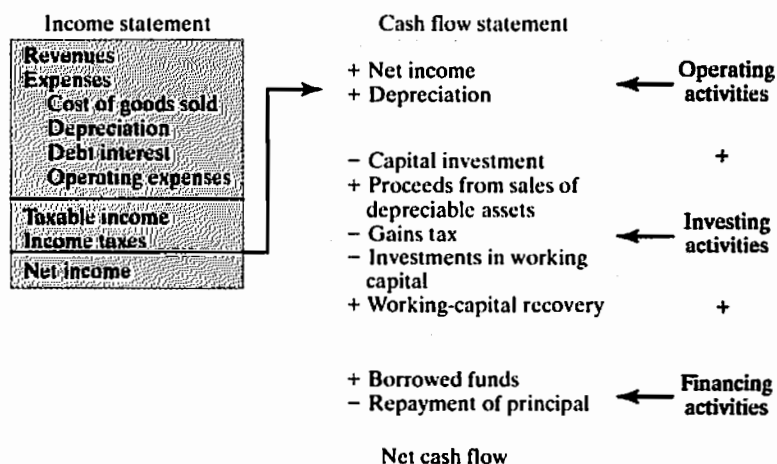 Income statement
Revenues
Expenses
Cost of goods sold
Depreciation
Debt interest
Operating expenses
Taxable income
Income taxes
Net income
Cash flow statement
+ Net income
+ Depreciation
− Capital investment
+ Proceeds from sales of
depreciable assets
− Gains tax
− Investments in working
capital
+ Working-capital recovery
+ Borrowed funds
− Repayment of principal
Net cash flow
Operating
activities
+
Investing
activities
+
Financing
activities